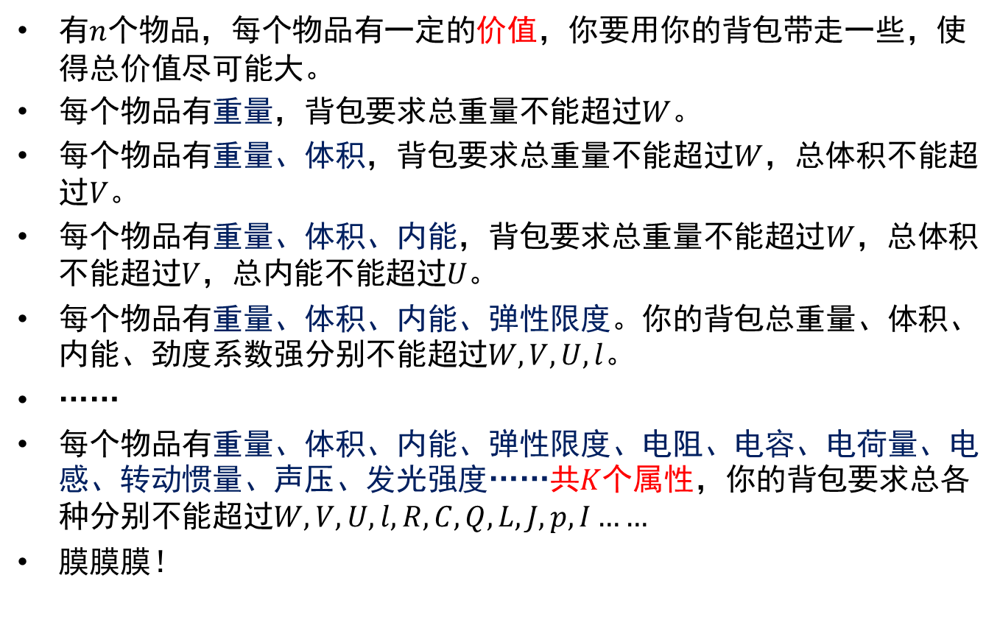 • 有n个物品，每个物品有一定的价值，你要用你的背包带走一些，使
得总价值尽可能大。
• 每个物品有重量，背包要求总重量不能超过W。
• 每个物品有重量、体积，背包要求总重量不能超过W，总体积不能超
过V。
• 每个物品有重量、体积、内能，背包要求总重量不能超过W，总体积
不能超过V，总内能不能超过U。
• 每个物品有重量、体积、内能、弹性限度。你的背包总重量、体积、
内能、劲度系数强分别不能超过W,V,U,l。
• ……
• 每个物品有重量、体积、内能、弹性限度、电阻、电容、电荷量、电
感、转动惯量、声压、发光强度……共K个属性，你的背包要求总各
种分别不能超过W,V,U,l,R,C,Q,L,J,p,I … …
• 膜膜膜！